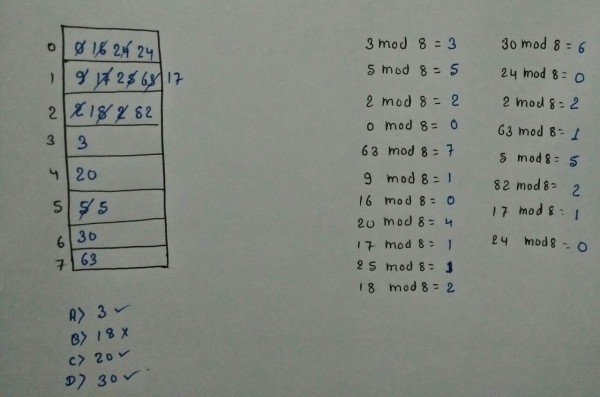 0 0 16 24 24
1 9 17 25 63 17
2 2 18 2 82
3 3
4 20
5 5 5
6 30
7 63
A) 3 ✓
B) 18 x
C) 20 ✓
D) 30 ✓
3 mod 8 = 3
5 mod 8 = 5
2 mod 8 = 2
0 mod 8 = 0
63 mod 8 = 7
9 mod 8 = 1
16 mod 8 = 0
20 mod 8 = 4
17 mod 8 = 1
25 mod 8 = 1
18 mod 8 = 2
30 mod 8 = 6
24 mod 8 = 0
2 mod 8 = 2
63 mod 8 = 1
5 mod 8 = 5
82 mod 8 = 2
17 mod 8 = 1
24 mod 8 = 0